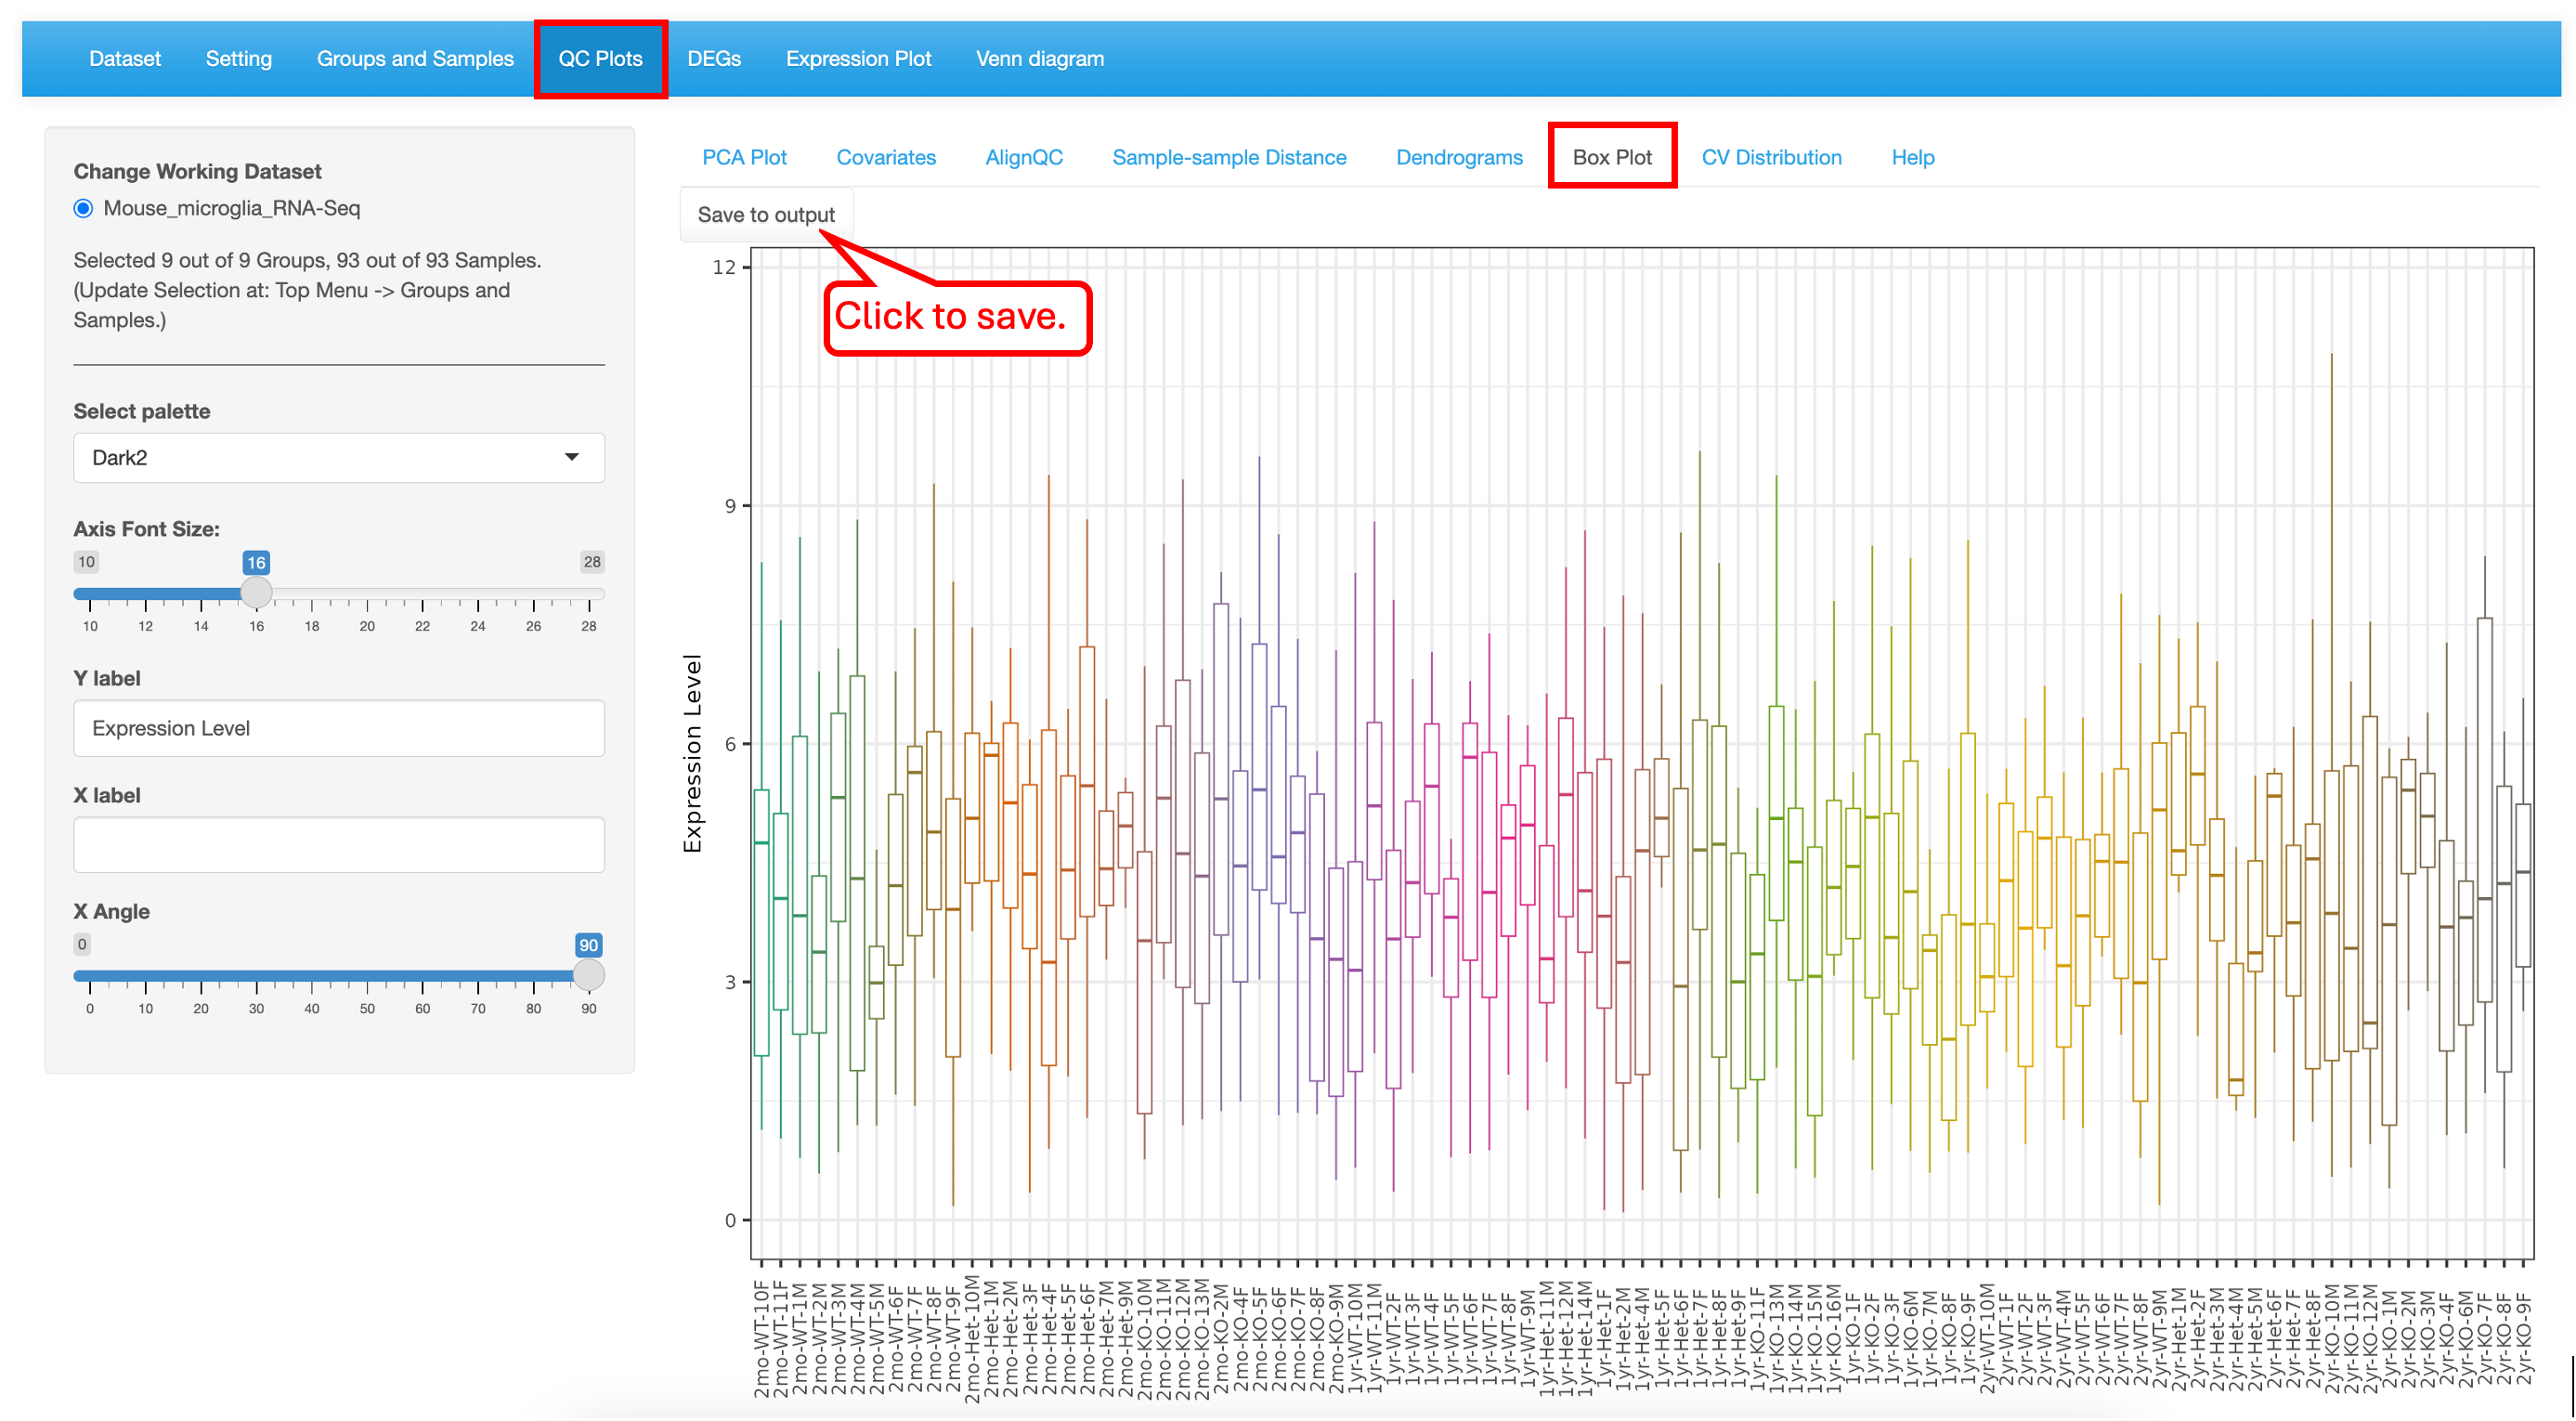 Dataset
Setting
Groups and Samples
QC Plots
DEGs
Expression Plot
Venn diagram
Change Working Dataset
Mouse_microglia_RNA-Seq
Selected 9 out of 9 Groups, 93 out of 93 Samples.
(Update Selection at: Top Menu -> Groups and
Samples.)
Select palette
Dark2
Axis Font Size:
10
16
28
10 12 14 16 18 20 22 24 26 28
Y label
Expression Level
X label
X Angle
0
90
0 10 20 30 40 50 60 70 80 90
PCA Plot
Covariates
AlignQC
Sample-sample Distance
Dendrograms
Box Plot
CV Distribution
Help
Save to output
Click to save.
Expression Level
12
9
6
3
0
2mo-WT-10F
2mo-WT-11F
2mo-WT-1M
2mo-WT-2M
2mo-WT-3M
2mo-WT-4M
2mo-WT-5M
2mo-WT-6F
2mo-WT-7F
2mo-WT-8F
2mo-WT-9F
2mo-Het-10M
2mo-Het-1M
2mo-Het-2M
2mo-Het-3F
2mo-Het-4F
2mo-Het-5F
2mo-Het-6F
2mo-Het-7M
2mo-Het-9M
2mo-KO-10M
2mo-KO-11M
2mo-KO-12M
2mo-KO-13M
2mo-KO-2M
2mo-KO-4F
2mo-KO-5F
2mo-KO-6F
2mo-KO-7F
2mo-KO-8F
2mo-KO-9M
1yr-WT-10M
1yr-WT-11M
1yr-WT-2F
1yr-WT-3F
1yr-WT-4F
1yr-WT-5F
1yr-WT-6F
1yr-WT-7F
1yr-WT-8F
1yr-WT-9M
1yr-Het-11M
1yr-Het-12M
1yr-Het-14M
1yr-Het-1F
1yr-Het-2M
1yr-Het-4M
1yr-Het-5F
1yr-Het-6F
1yr-Het-7F
1yr-Het-8F
1yr-Het-9F
1yr-KO-11F
1yr-KO-13M
1yr-KO-14M
1yr-KO-15M
1yr-KO-16M
1yr-KO-1F
1yr-KO-2F
1yr-KO-3F
1yr-KO-6M
1yr-KO-7M
1yr-KO-8F
1yr-KO-9F
2yr-WT-10M
2yr-WT-1F
2yr-WT-2F
2yr-WT-3F
2yr-WT-4M
2yr-WT-5F
2yr-WT-6F
2yr-WT-7F
2yr-WT-8F
2yr-WT-9M
2yr-Het-1M
2yr-Het-2F
2yr-Het-3M
2yr-Het-4M
2yr-Het-5M
2yr-Het-6F
2yr-Het-7F
2yr-Het-8F
2yr-KO-10M
2yr-KO-11M
2yr-KO-12M
2yr-KO-1M
2yr-KO-2M
2yr-KO-3M
2yr-KO-4F
2yr-KO-6M
2yr-KO-7F
2yr-KO-8F
2yr-KO-9F